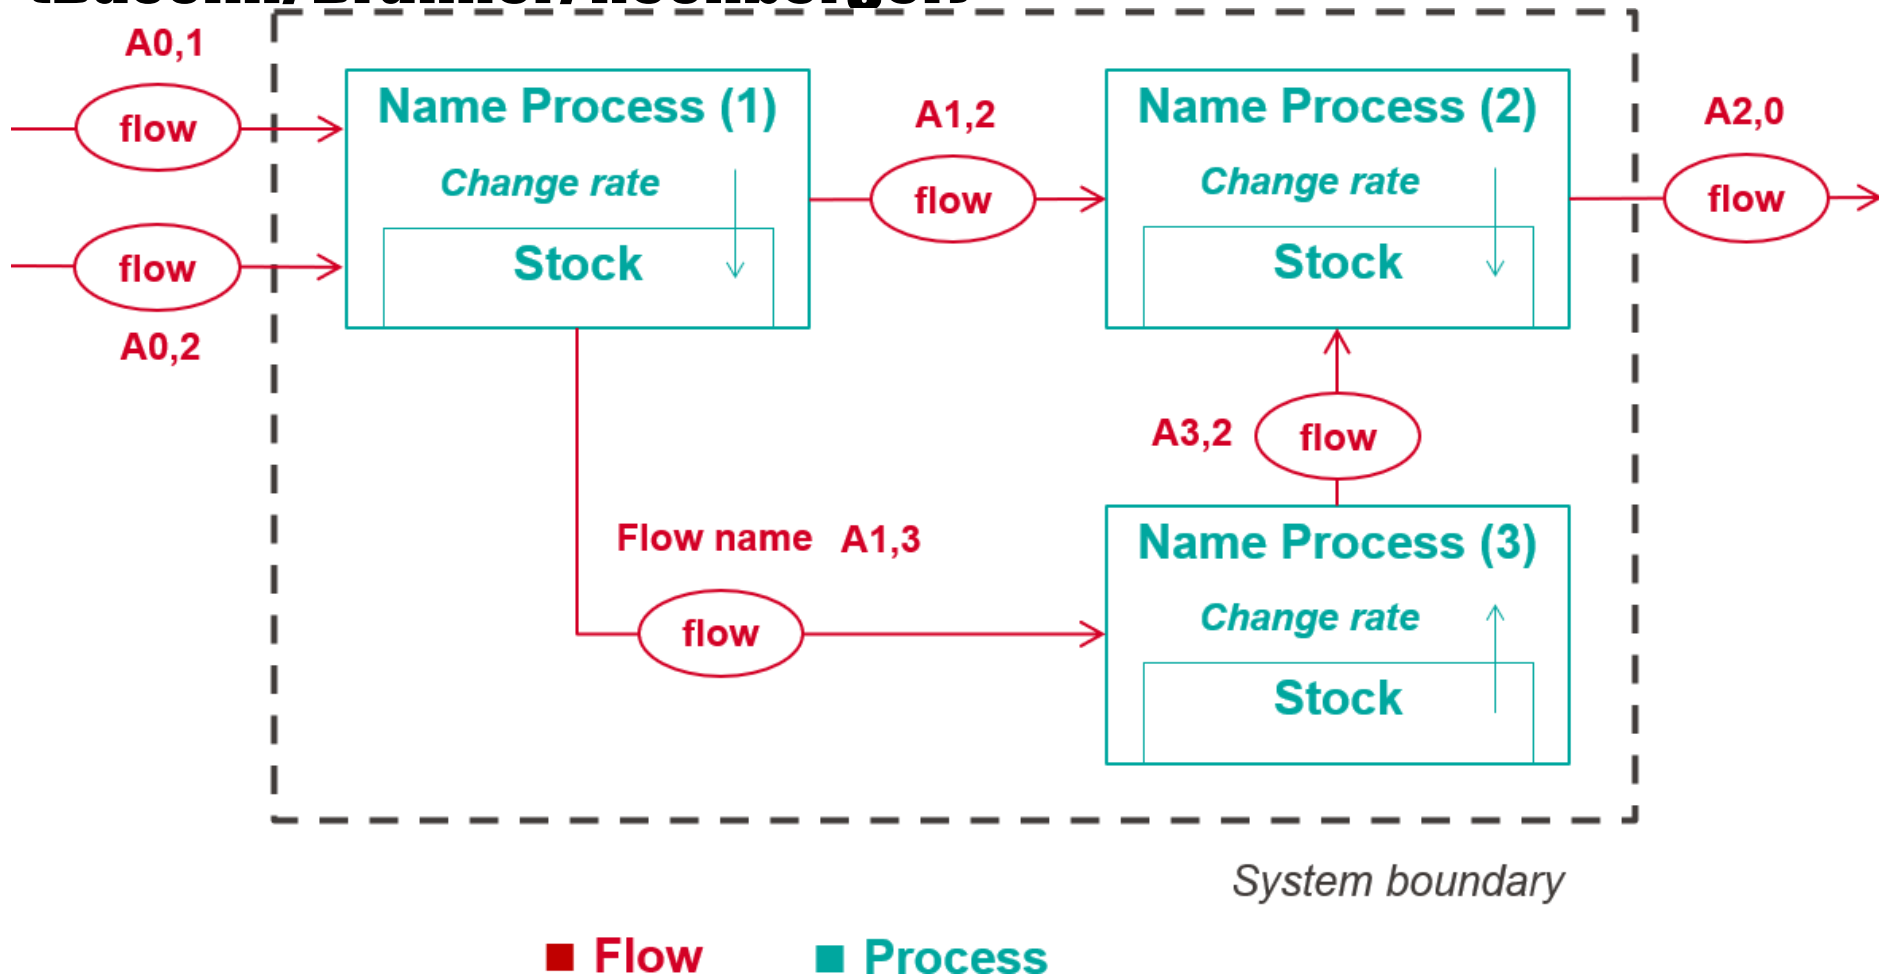 A0,1
flow
flow
A0,2
Name Process (1)
Change rate
Stock
A1,2
flow
Name Process (2)
Change rate
Stock
A2,0
flow
A3,2
flow
Flow name A1,3
flow
Name Process (3)
Change rate
Stock
System boundary
Flow
Process